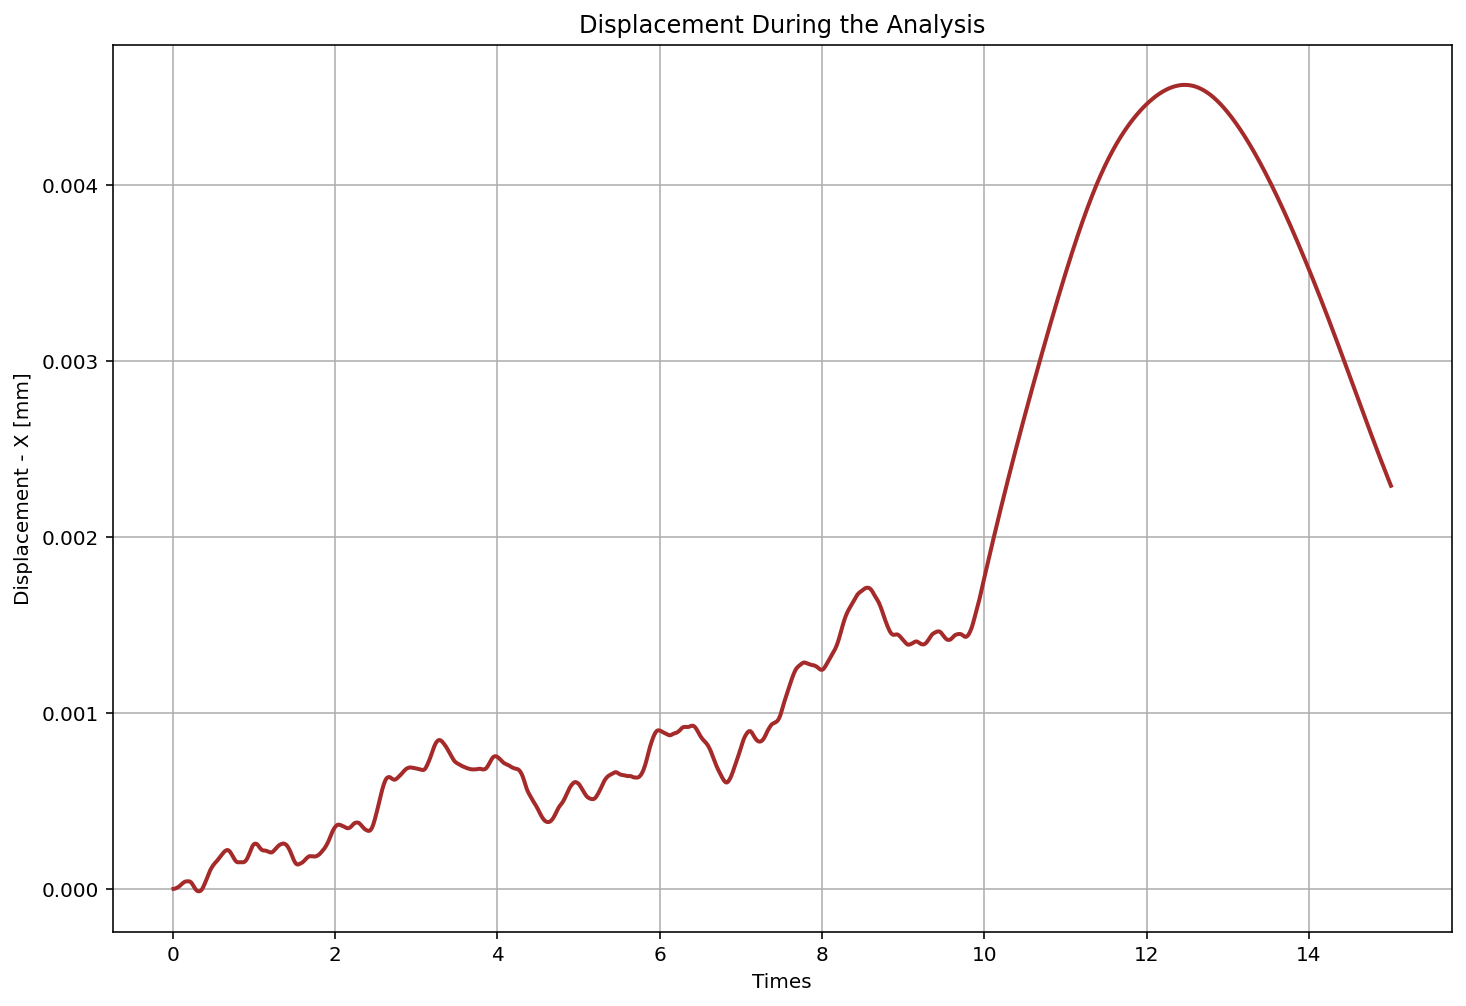 Displacement During the Analysis
Displacement - X [mm]
0.004
0.003
0.002
0.001
0.000
0 2 4 6 8 10 12 14
Times